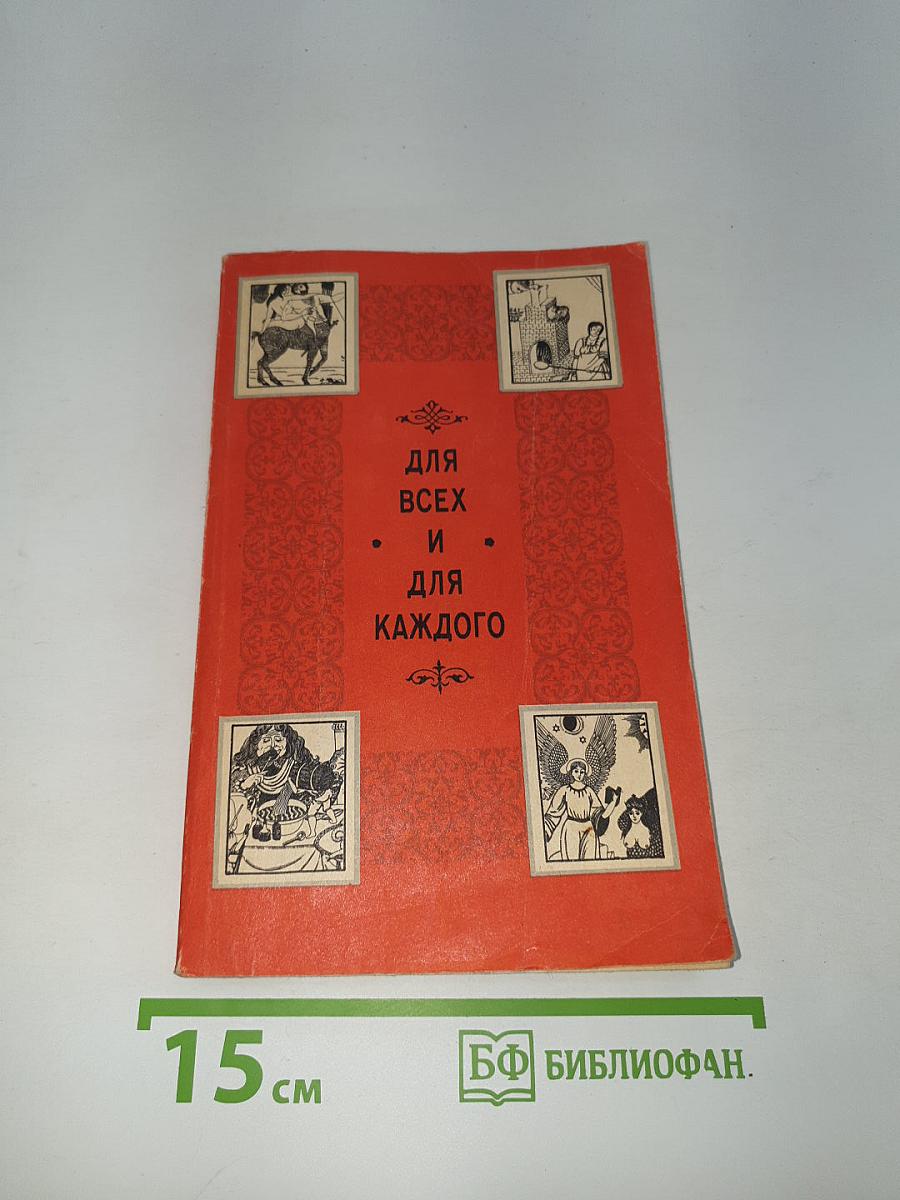 ДЛЯ
ВСЕХ
• И •
ДЛЯ
КАЖДОГО
15 см
БФ БИБЛИОФАН.